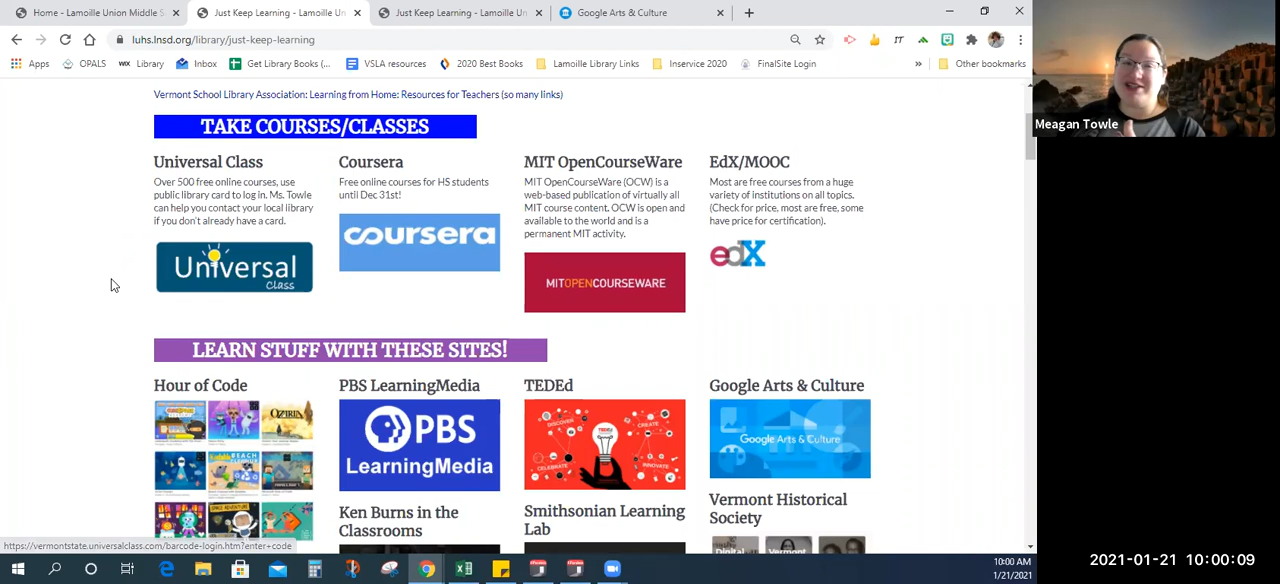 Home - Lamoille Union Middle S
Just Keep Learning - Lamoille Un
Just Keep Learning - Lamoille Un
Google Arts & Culture
luhs.lnsd.org/library/just-keep-learning
Apps
OPALS
WIX Library
Inbox
Get Library Books (...
VSLA resources
2020 Best Books
Lamoille Library Links
Inservice 2020
FinalSite Login
»
Other bookmarks
Meagan Towle
Vermont School Library Association: Learning from Home: Resources for Teachers (so many links)
TAKE COURSES/CLASSES
Universal Class
Over 500 free online courses, use
public library card to log in. Ms. Towle
can help you contact your local library
if you don't already have a card.
Universal
Class
Coursera
Free online courses for HS students
until Dec 31st!
coursera
MIT OpenCourseWare
MIT OpenCourseWare (OCW) is a
web-based publication of virtually all
MIT course content. OCW is open and
available to the world and is a
permanent MIT activity.
MITOPENCOURSEWARE
EdX/MOOC
Most are free courses from a huge
variety of institutions on all topics.
(Check for price, most are free, some
have price for certification).
edX
LEARN STUFF WITH THESE SITES!
Hour of Code
OZIRIA
PBS LearningMedia
PBS
LearningMedia
Ken Burns in the
Classrooms
TEDEd
DISCOVER
CREATE
TEDEd
CELEBRATE
INNOVATE
Smithsonian Learning
Lab
Google Arts & Culture
Google Arts & Culture
Vermont Historical
Society
Digital
Vermont
https://vermontstate.universalclass.com/barcode-login.htm?enter+code
10:00 AM
1/21/2021
2021-01-21 10:00:09